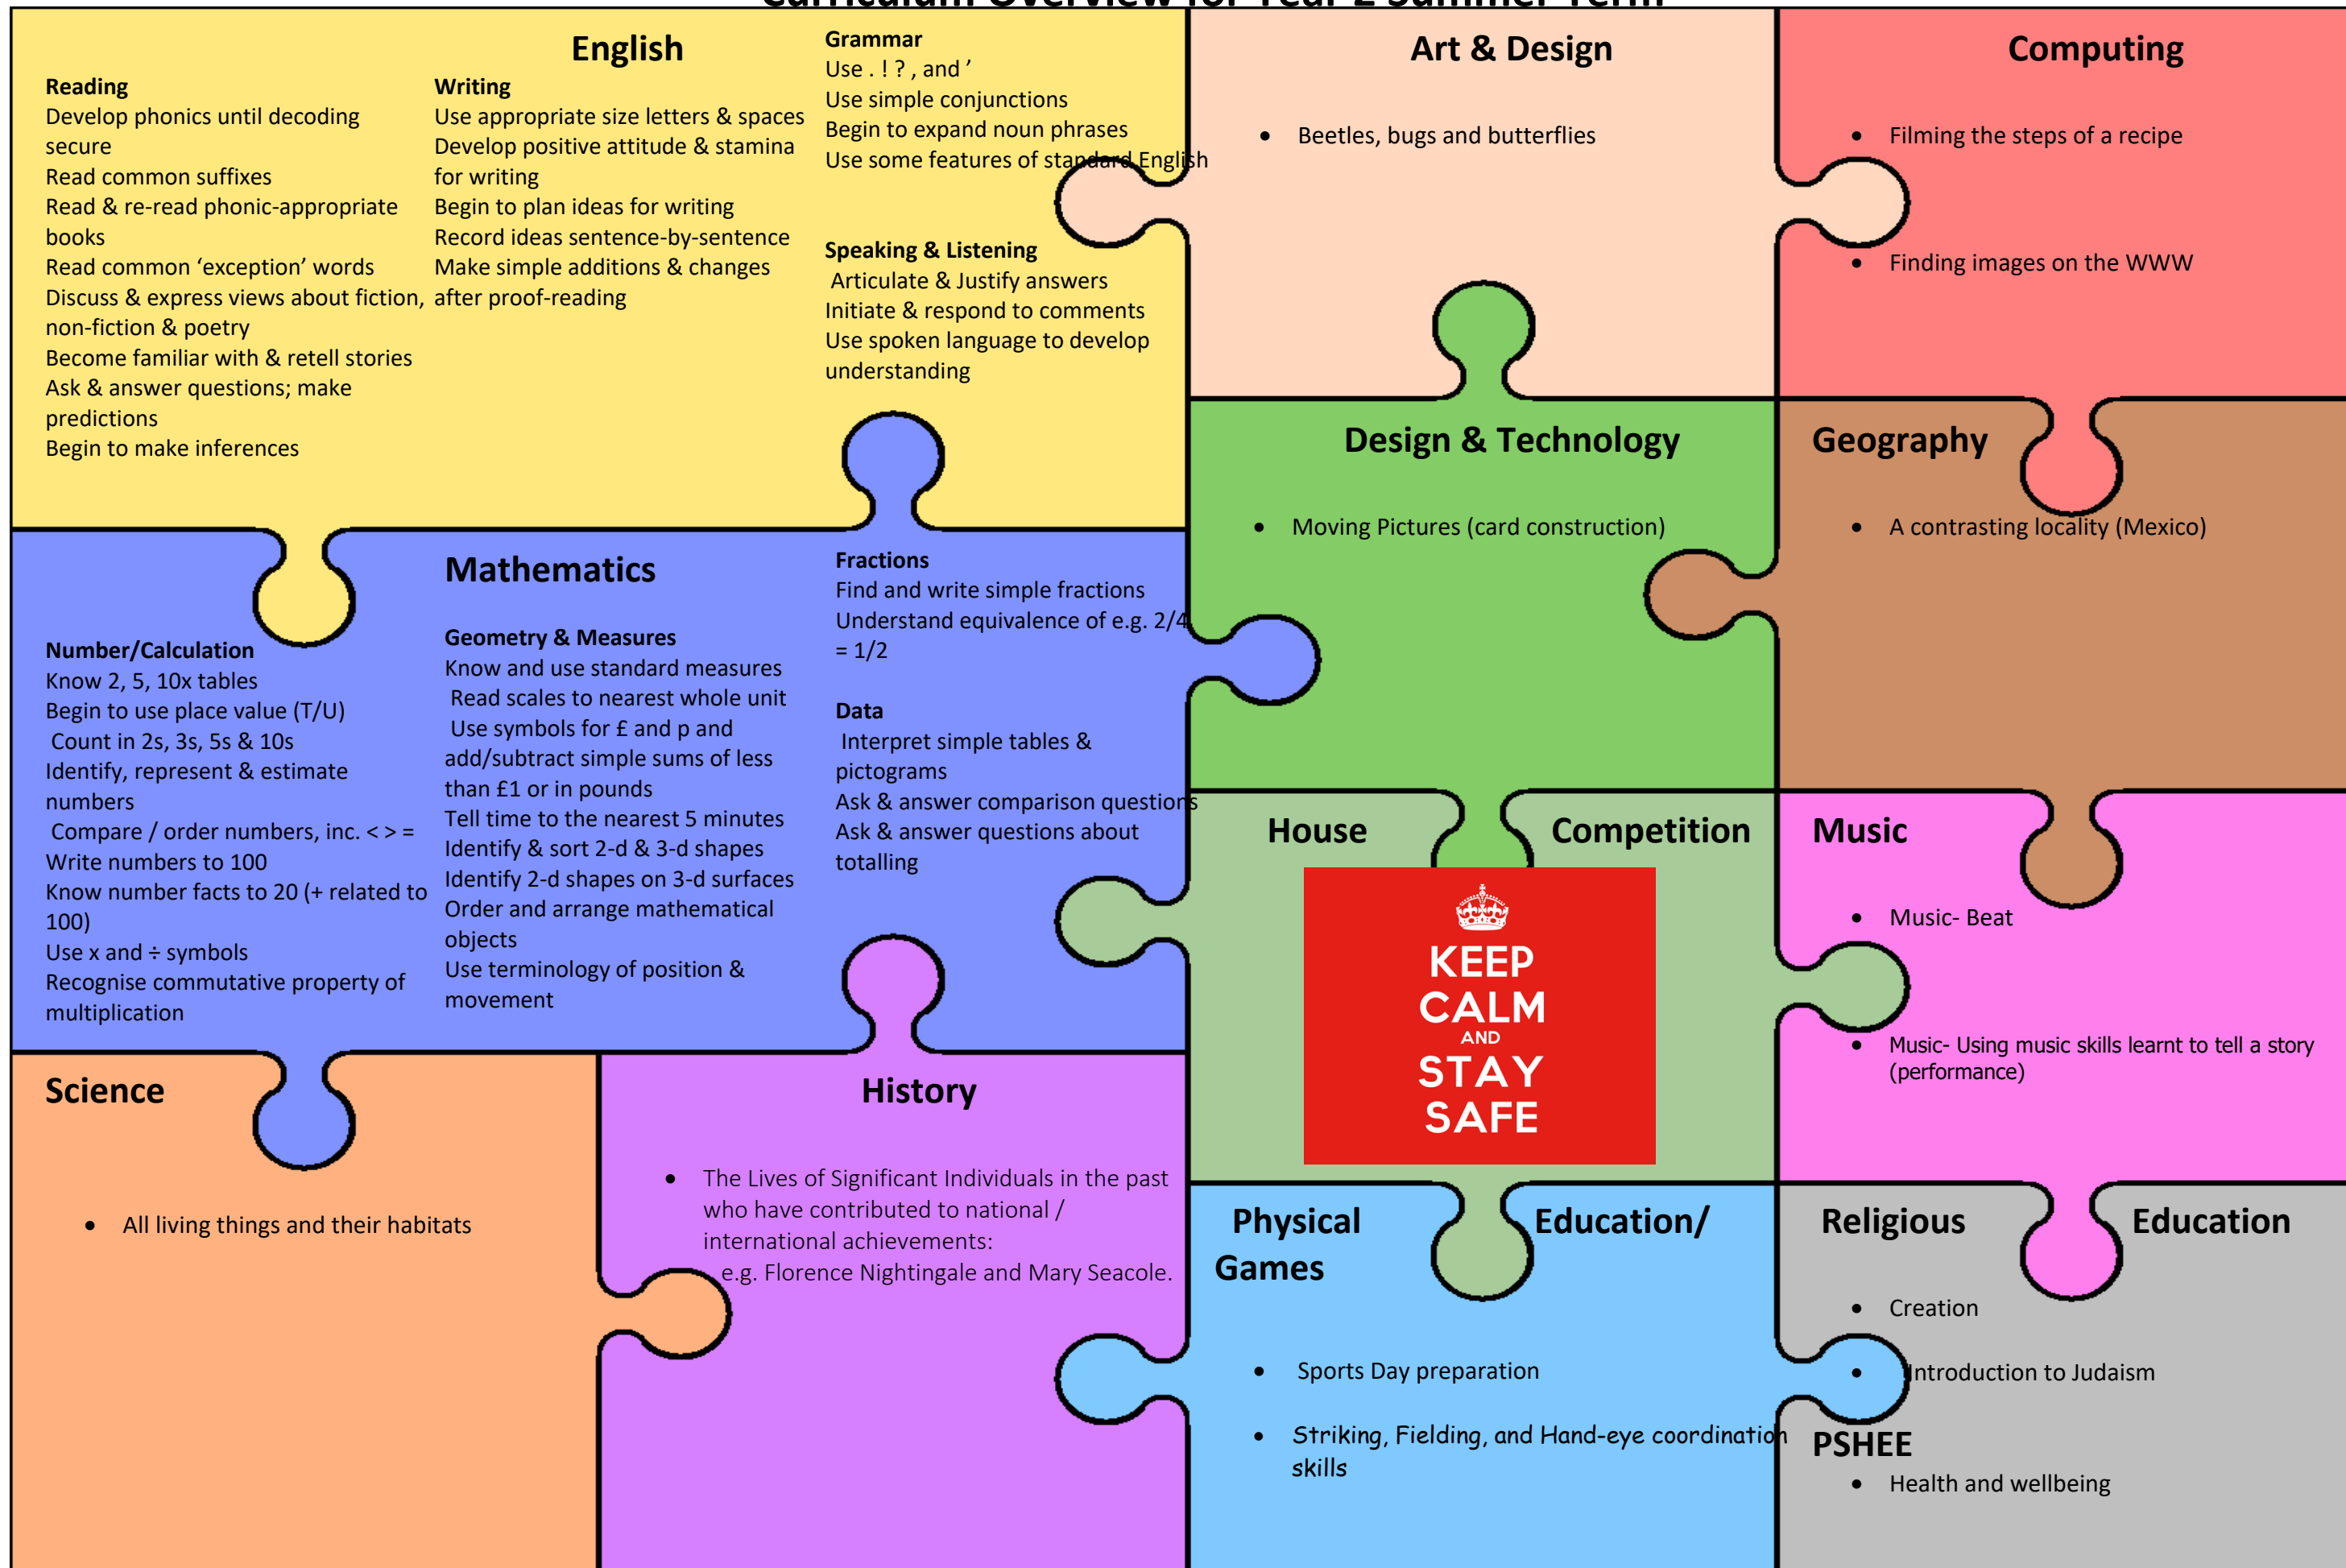 Curriculum Overview for Year 2 Summer Term
English
Reading
Develop phonics until decoding
secure
Read common suffixes
Read & re-read phonic-appropriate
books
Read common ‘exception’ words
Discuss & express views about fiction,
non-fiction & poetry
Become familiar with & retell stories
Ask & answer questions; make
predictions
Begin to make inferences
Writing
Use appropriate size letters & spaces
Develop positive attitude & stamina
for writing
Begin to plan ideas for writing
Record ideas sentence-by-sentence
Make simple additions & changes
after proof-reading
Grammar
Use . ! ? , and ’
Use simple conjunctions
Begin to expand noun phrases
Use some features of standard English
Speaking & Listening
Articulate & Justify answers
Initiate & respond to comments
Use spoken language to develop
understanding
Art & Design
• Beetles, bugs and butterflies
Computing
• Filming the steps of a recipe
• Finding images on the WWW
Mathematics
Number/Calculation
Know 2, 5, 10x tables
Begin to use place value (T/U)
Count in 2s, 3s, 5s & 10s
Identify, represent & estimate
numbers
Compare / order numbers, inc. < > =
Write numbers to 100
Know number facts to 20 (+ related to
100)
Use x and ÷ symbols
Recognise commutative property of
multiplication
Geometry & Measures
Know and use standard measures
Read scales to nearest whole unit
Use symbols for £ and p and
add/subtract simple sums of less
than £1 or in pounds
Tell time to the nearest 5 minutes
Identify & sort 2-d & 3-d shapes
Identify 2-d shapes on 3-d surfaces
Order and arrange mathematical
objects
Use terminology of position &
movement
Fractions
Find and write simple fractions
Understand equivalence of e.g. 2/4
= 1/2
Data
Interpret simple tables &
pictograms
Ask & answer comparison questions
Ask & answer questions about
totalling
Design & Technology
• Moving Pictures (card construction)
Geography
• A contrasting locality (Mexico)
House Competition
KEEP
CALM
AND
STAY
SAFE
Music
• Music- Beat
• Music- Using music skills learnt to tell a story
(performance)
Science
• All living things and their habitats
History
• The Lives of Significant Individuals in the past
who have contributed to national /
international achievements:
e.g. Florence Nightingale and Mary Seacole.
Physical Education/
Games
• Sports Day preparation
• Striking, Fielding, and Hand-eye coordination
skills
Religious Education
• Creation
• Introduction to Judaism
PSHEE
• Health and wellbeing